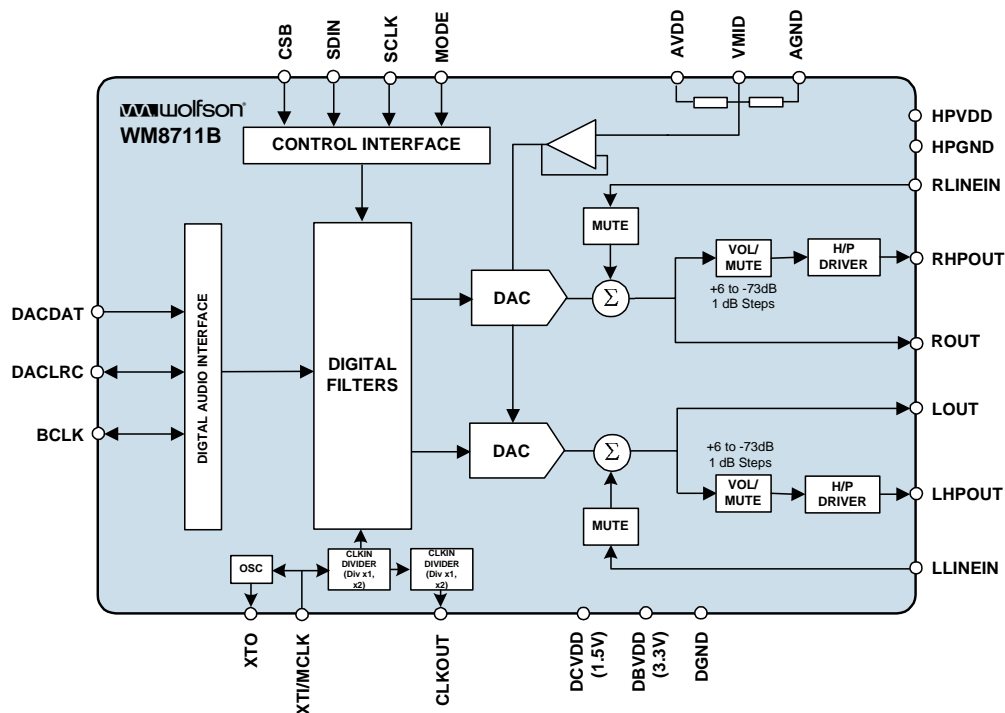 CSB
SDIN
SCLK
MODE
AVDD
VMID
AGND
wolfson®
WM8711B
CONTROL INTERFACE
HPVDD
HPGND
RLINEIN
MUTE
VOL/
MUTE
H/P
DRIVER
RHPOUT
+6 to -73dB
1 dB Steps
DAC
Σ
DACDAT
ROUT
DIGTAL AUDIO INTERFACE
DIGITAL
FILTERS
DACLRC
LOUT
BCLK
DAC
Σ
+6 to -73dB
1 dB Steps
VOL/
MUTE
H/P
DRIVER
LHPOUT
MUTE
OSC
CLKIN
DIVIDER
(Div x1,
x2)
CLKIN
DIVIDER
(Div x1,
x2)
LLINEIN
XTO
XTI/MCLK
CLKOUT
DCVDD
(1.5V)
DBVDD
(3.3V)
DGND